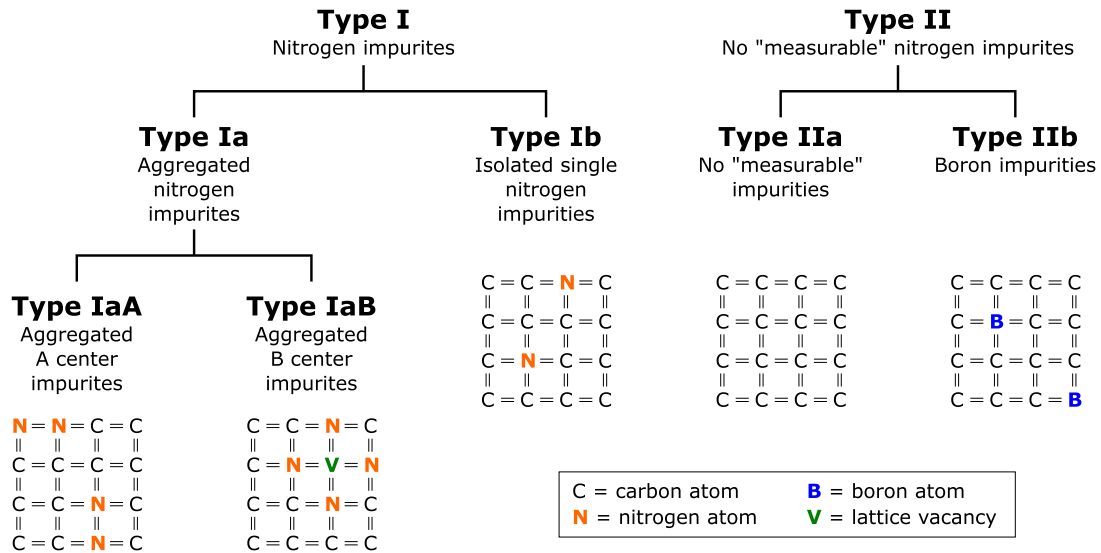 Type I
Nitrogen impurites
Type II
No "measurable" nitrogen impurites
Type Ia
Aggregated
nitrogen
impurites
Type Ib
Isolated single
nitrogen
impurities
Type IIa
No "measurable"
impurities
Type IIb
Boron impurities
Type IaA
Aggregated
A center
impurites
Type IaB
Aggregated
B center
impurites
N = N = C = C
C = C = C = C
C = C = N = C
C = C = N = C
C = C = N = C
C = N = V = N
C = C = N = C
C = C = C = C
C = C = N = C
C = C = C = C
C = N = C = C
C = C = C = C
C = C = C = C
C = C = C = C
C = C = C = C
C = C = C = C
C = C = C = C
C = B = C = C
C = C = C = C
C = C = C = B
C = carbon atom
N = nitrogen atom
B = boron atom
V = lattice vacancy